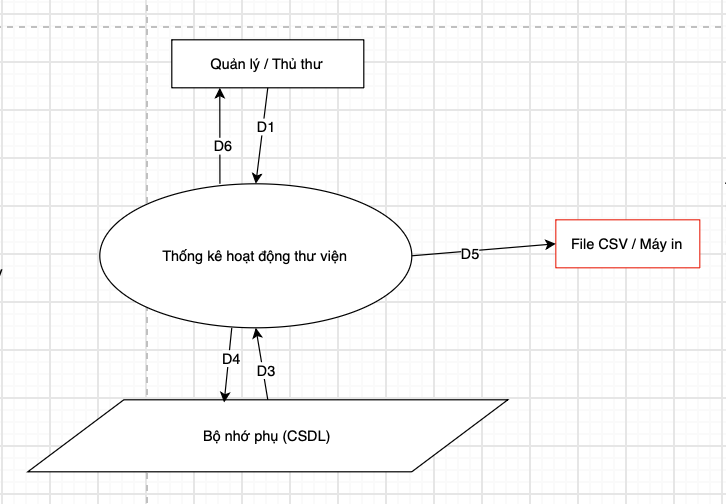 Quản lý / Thủ thư
D1
D6
Thống kê hoạt động thư viện
File CSV / Máy in
D5
D4
D3
Bộ nhớ phụ (CSDL)